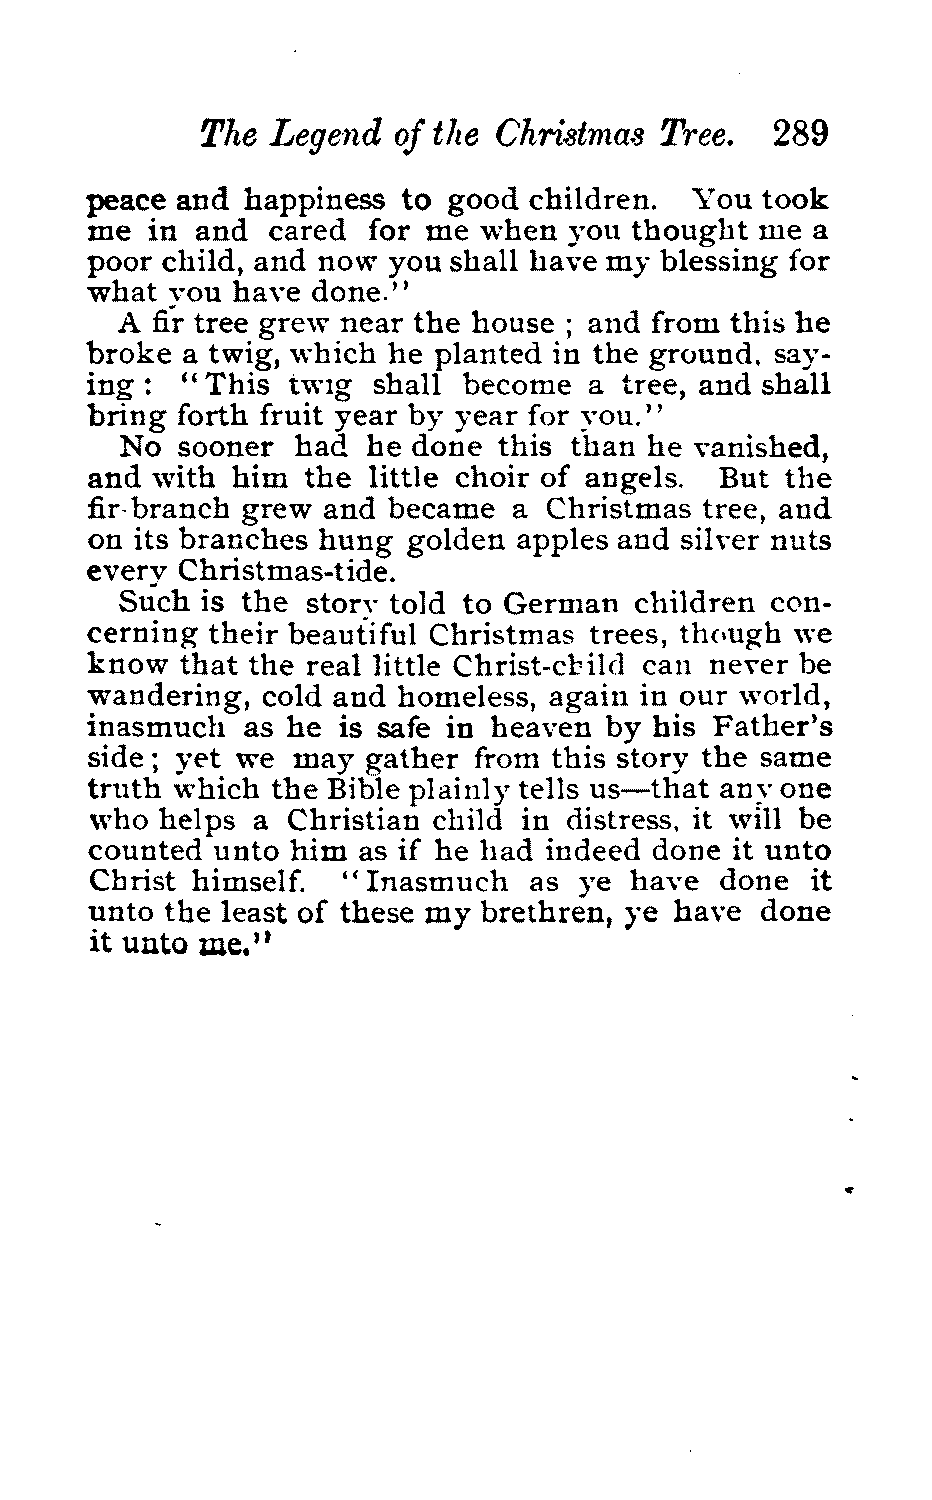 The Legend of the Christmas Tree. 289
peace and happiness to good children. You took
me in and cared for me when you thought me a
poor child, and now you shall have my blessing for
what you have done."
A fir tree grew near the house ; and from this he
broke a twig, which he planted in the ground, say-
ing : "This twig shall become a tree, and shall
bring forth fruit year by year for you."
No sooner had he done this than he vanished,
and with him the little choir of angels. But the
fir-branch grew and became a Christmas tree, and
on its branches hung golden apples and silver nuts
every Christmas-tide.
Such is the story told to German children con-
cerning their beautiful Christmas trees, though we
know that the real little Christ-child can never be
wandering, cold and homeless, again in our world,
inasmuch as he is safe in heaven by his Father's
side ; yet we may gather from this story the same
truth which the Bible plainly tells us—that any one
who helps a Christian child in distress, it will be
counted unto him as if he had indeed done it unto
Christ himself. "Inasmuch as ye have done it
unto the least of these my brethren, ye have done
it unto me."